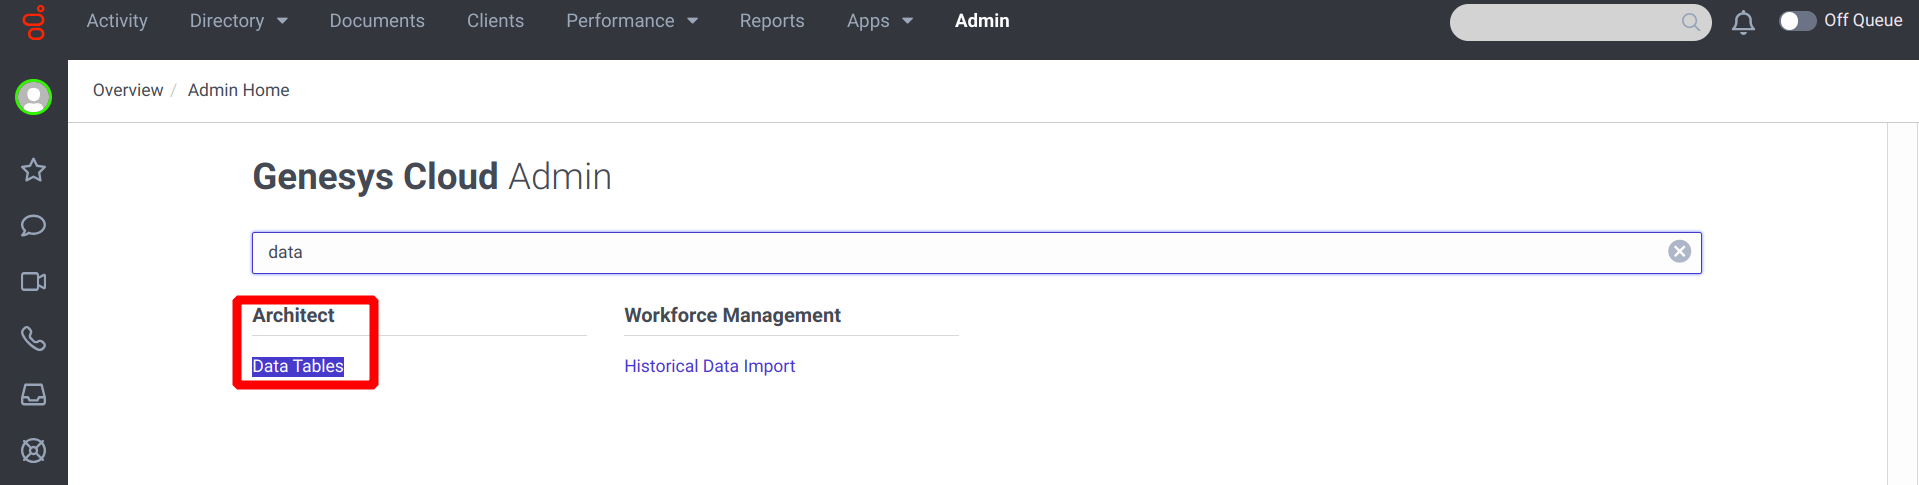 Activity Directory Documents Clients Performance Reports Apps Admin Off Queue
Overview / Admin Home
Genesys Cloud Admin
data
Architect Workforce Management
Data Tables Historical Data Import